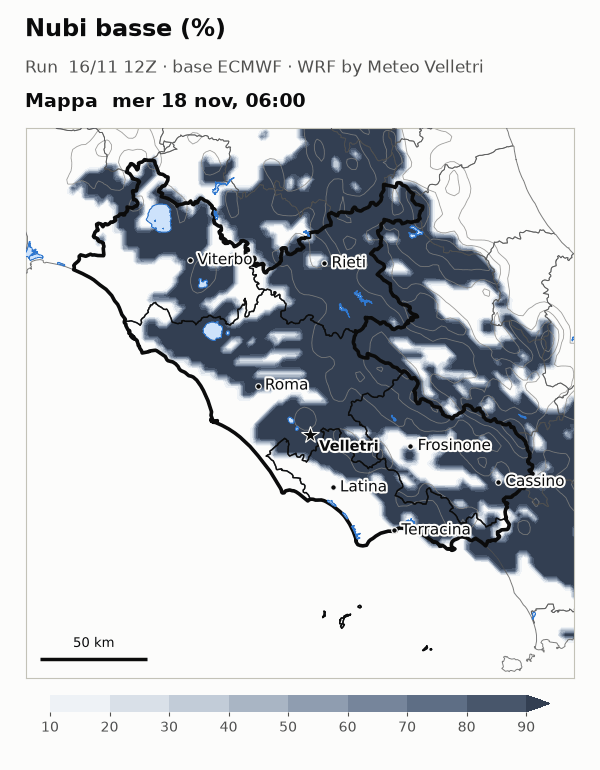 Nubi basse (%)
Run 16/11 12Z · base ECMWF · WRF by Meteo Velletri
Mappa mer 18 nov, 06:00
Viterbo
Rieti
Roma
Velletri
Frosinone
Latina
Cassino
Terracina
50 km
10 20 30 40 50 60 70 80 90